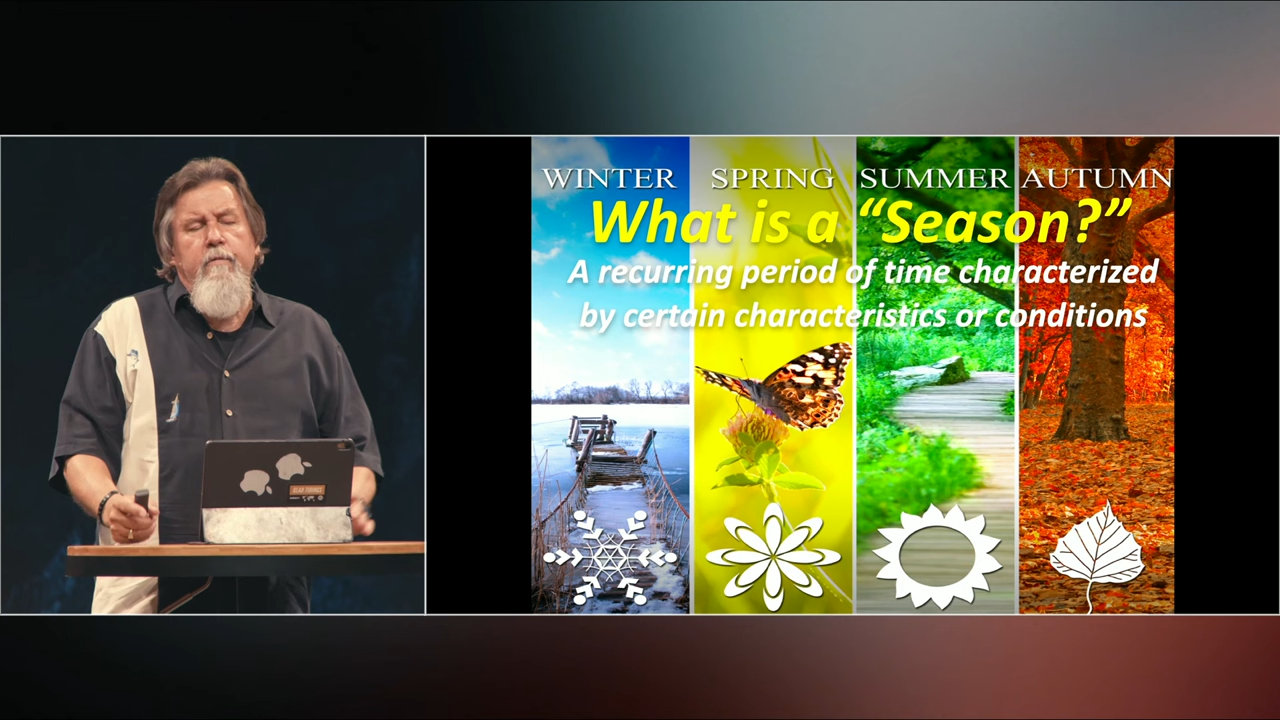 WINTER SPRING SUMMER AUTUMN
What is a “Season?”
A recurring period of time characterized
by certain characteristics or conditions